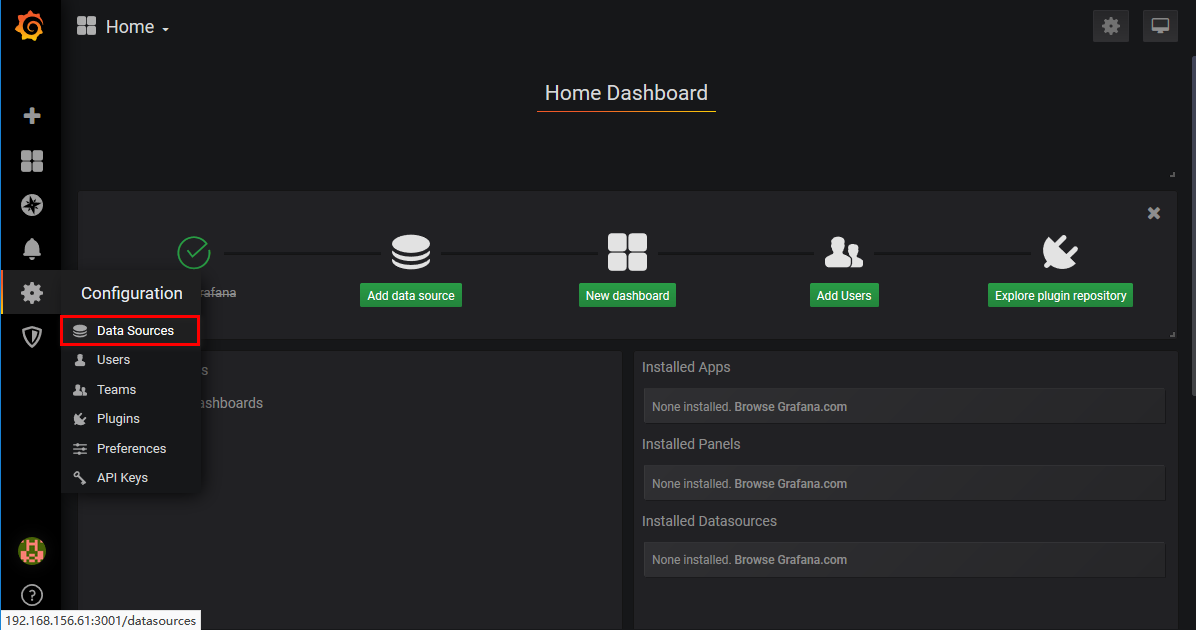 Home
Home Dashboard
Configuration
rafana
Add data source
New dashboard
Add Users
Explore plugin repository
Data Sources
Users
Teams
Plugins
Preferences
API Keys
s
ashboards
Installed Apps
None installed. Browse Grafana.com
Installed Panels
None installed. Browse Grafana.com
Installed Datasources
None installed. Browse Grafana.com
192.168.156.61:3001/datasources